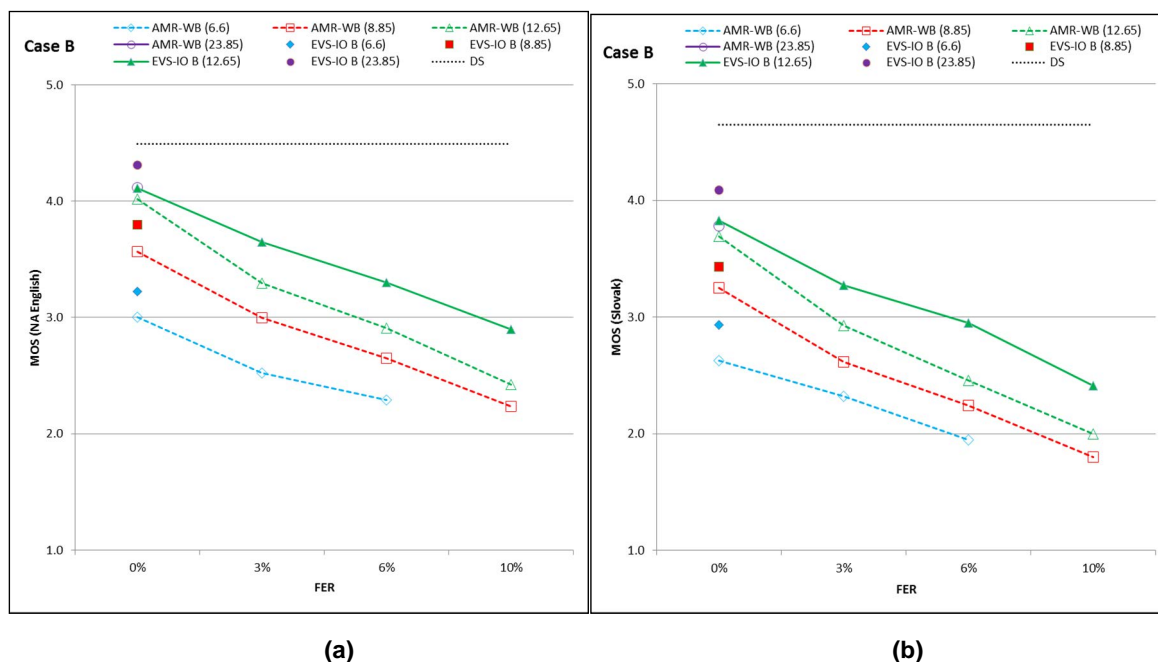 Case B
AMR-WB (6.6) AMR-WB (8.85) AMR-WB (12.65)
AMR-WB (23.85) EVS-IO B (6.6) EVS-IO B (8.85)
EVS-IO B (12.65) EVS-IO B (23.85) DS
5.0
4.0
3.0
2.0
1.0
MOS (NA English)
0% 3% 6% 10%
FER
(a)
Case B
AMR-WB (6.6) AMR-WB (8.85) AMR-WB (12.65)
AMR-WB (23.85) EVS-IO B (6.6) EVS-IO B (8.85)
EVS-IO B (12.65) EVS-IO B (23.85) DS
5.0
4.0
3.0
2.0
1.0
MOS (Slovak)
0% 3% 6% 10%
FER
(b)